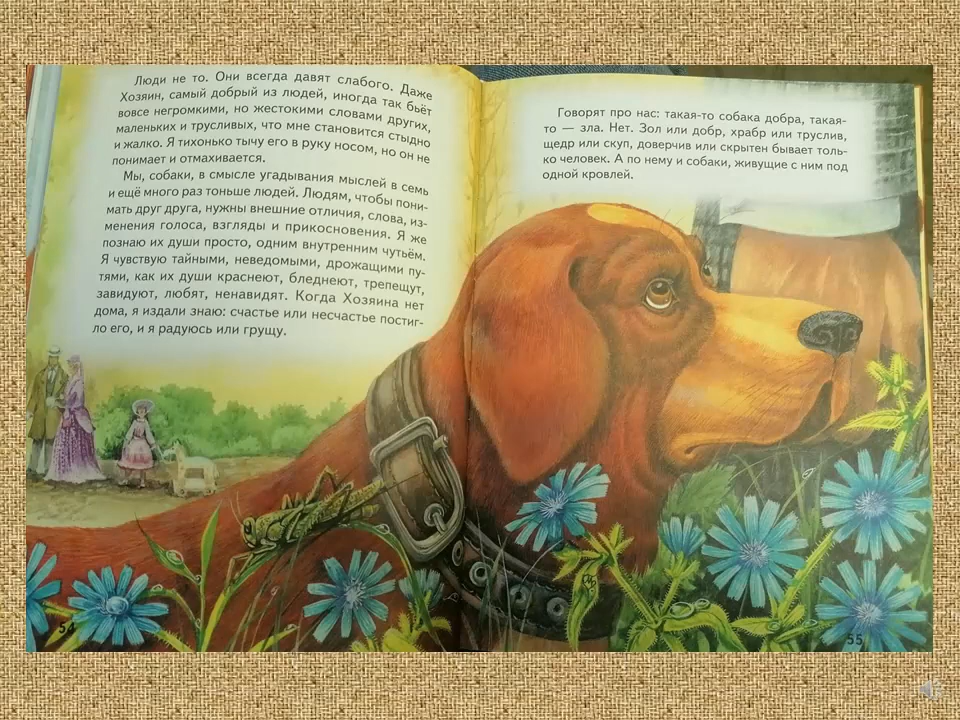 Люди не то. Они всегда давят слабого. Даже
Хозяин, самый добрый из людей, иногда так бьёт
вовсе негромкими, но жестокими словами других,
маленьких и трусливых, что мне становится стыдно
и жалко. Я тихонько тычу его в руку носом, но он не
понимает и отмахивается.
Мы, собаки, в смысле угадывания мыслей в семь
и ещё много раз тоньше людей. Людям, чтобы пони-
мать друг друга, нужны внешние отличия, слова, из-
менения голоса, взгляды и прикосновения. Я же
познаю их души просто, одним внутренним чутьём.
Я чувствую тайными, неведомыми, дрожащими пу-
тями, как их души краснеют, бледнеют, трепещут,
завидуют, любят, ненавидят. Когда Хозяина нет
дома, я издали знаю: счастье или несчастье постиг-
ло его, и я радуюсь или грущу.
54
Говорят про нас: такая-то собака добра, такая-
то — зла. Нет. Зол или добр, храбр или труслив,
щедр или скуп, доверчив или скрытен бывает толь-
ко человек. А по нему и собаки, живущие с ним под
одной кровлей.
55